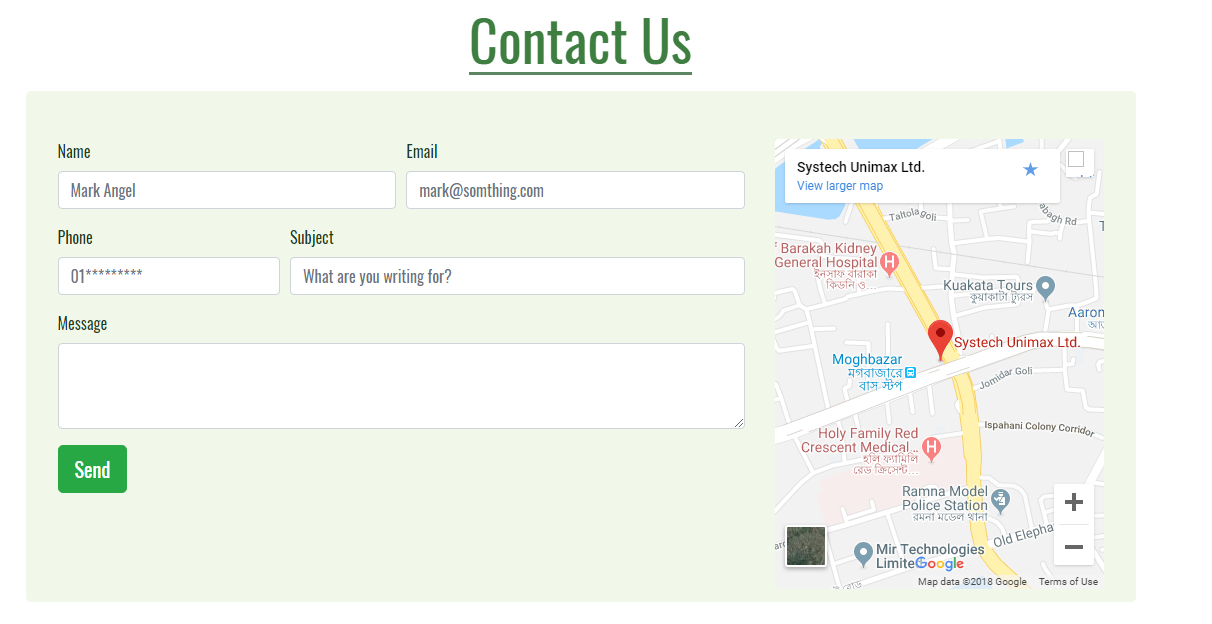 Contact Us
Name
Email
Mark Angel
mark@somthing.com
Phone
Subject
01*********
What are you writing for?
Message
Send
Systech Unimax Ltd.
View larger map
Taltola goli
abagh Rd
Barakah Kidney
General Hospital
ইনসাফ বারাকা
কিডনি ও...
Kuakata Tours
কুয়াকাটা ট্যুরস
Aaron
Systech Unimax Ltd.
Moghbazar
মগবাজারে
বাস স্টপ
Jomidar Goli
Ispahani Colony Corridor
Holy Family Red
Crescent Medical...
হলি ফ্যামিলি
রেড ক্রিসেন্ট...
Ramna Model
Police Station
রমনা মডেল থানা
Old Elepha
Mir Technologies
Limite
Google
রোড
Map data ©2018 Google
Terms of Use